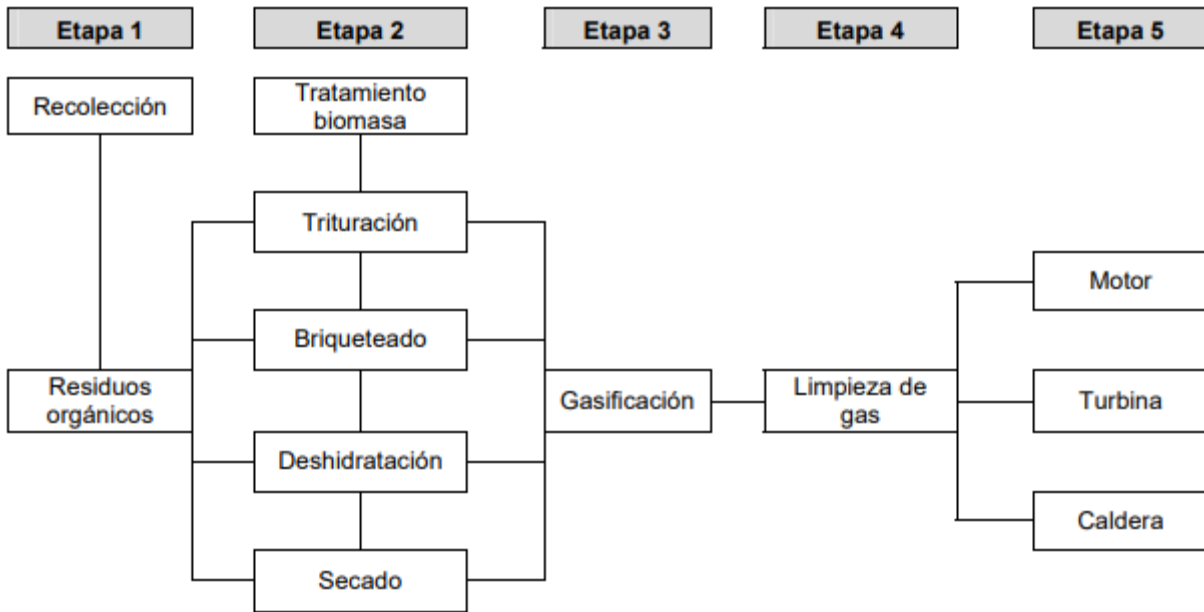 Etapa 1
Etapa 2
Etapa 3
Etapa 4
Etapa 5
Recolección
Tratamiento
biomasa
Trituración
Briqueteado
Residuos
orgánicos
Deshidratación
Secado
Gasificación
Limpieza de
gas
Motor
Turbina
Caldera